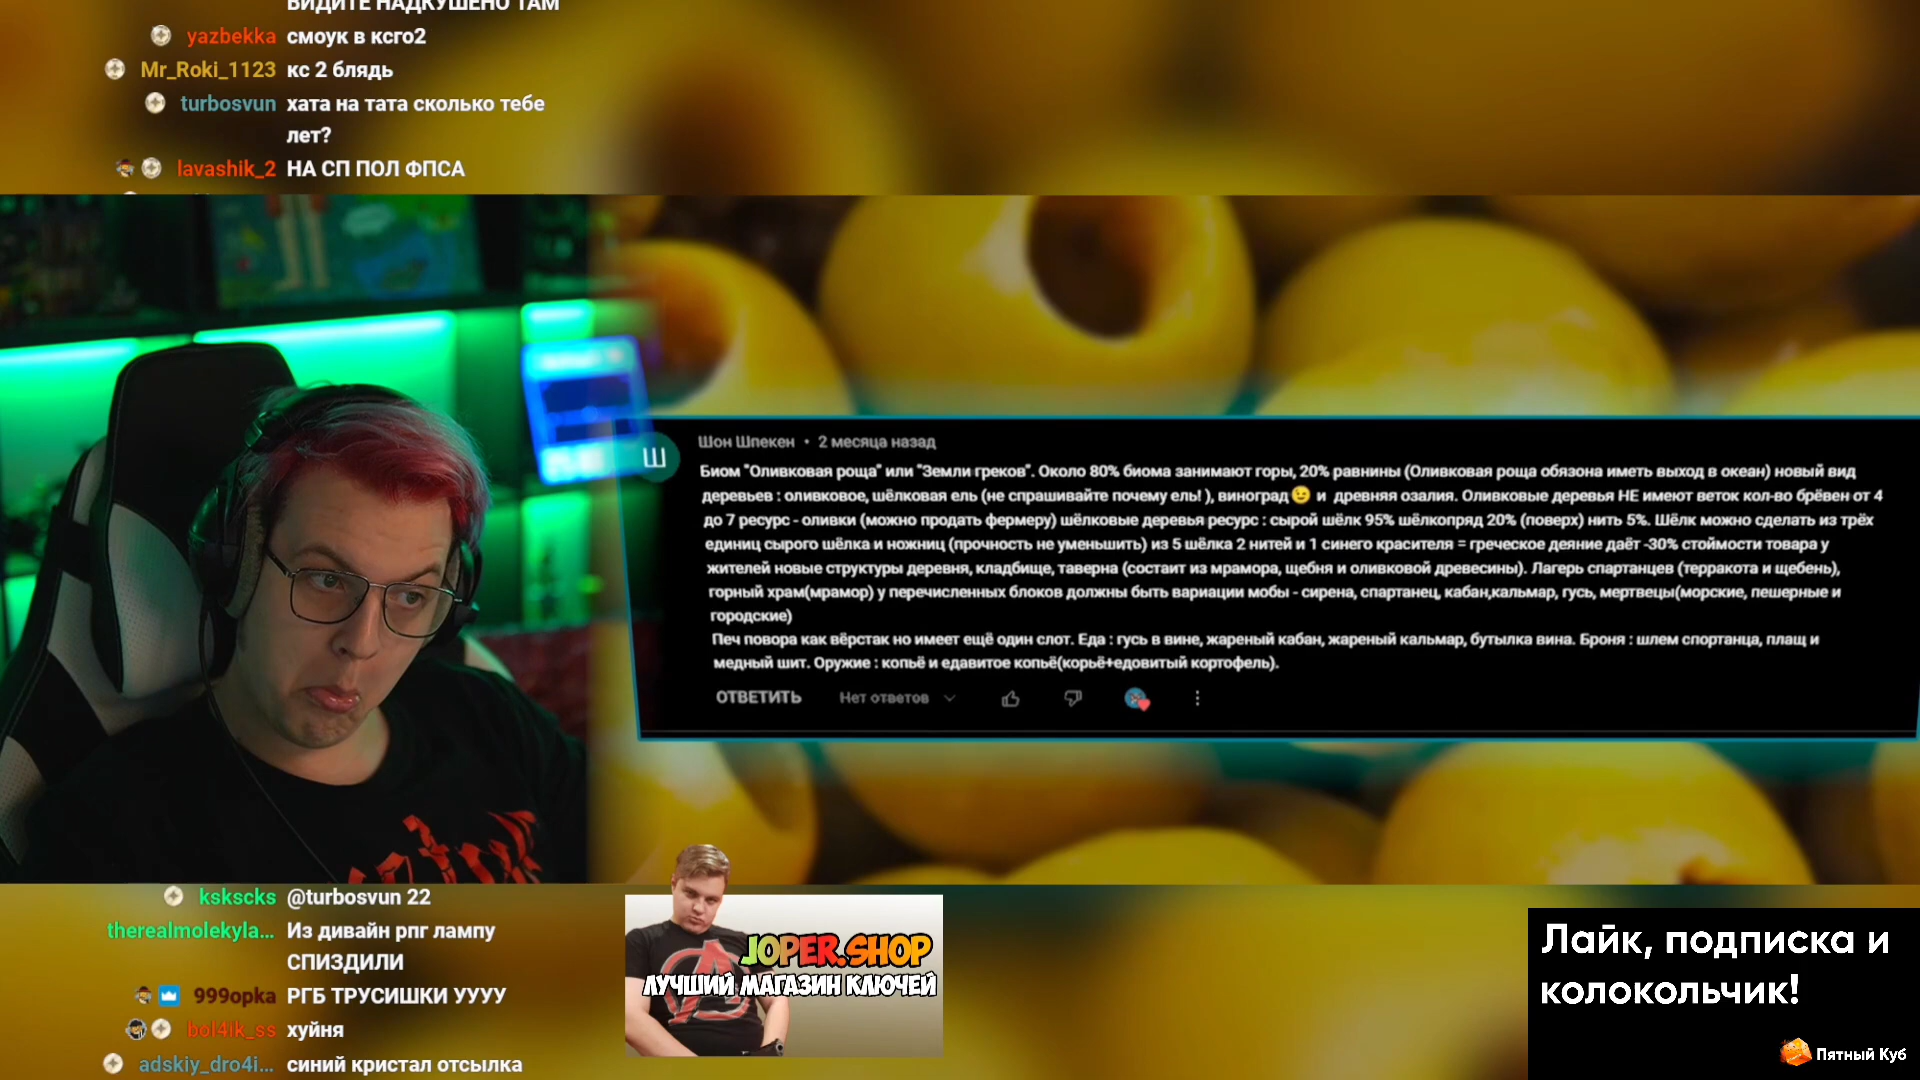 ВИДИТЕ НАДКУШЕНО ТАМ
yazbekka смоук в ксго2
Mr_Roki_1123 кс 2 блядь
turbosvun хата на тата сколько тебе
лет?
lavashik_2 НА СП ПОЛ ФПСА
Ш
Шон Шпекен • 2 месяца назад
Биом "Оливковая роща" или "Земли греков". Около 80% биома занимают горы, 20% равнины (Оливковая роща обязона иметь выход в океан) новый вид
деревьев : оливковое, шёлковая ель (не спрашивайте почему ель! ), виноград😉 и древняя озалия. Оливковые деревья НЕ имеют веток кол-во брёвен от 4
до 7 ресурс - оливки (можно продать фермеру) шёлковые деревья ресурс : сырой шёлк 95% шёлкопряд 20% (поверх) нить 5%. Шёлк можно сделать из трёх
единиц сырого шёлка и ножниц (прочность не уменьшить) из 5 шёлка 2 нитей и 1 синего красителя = греческое деяние даёт -30% стоймости товара у
жителей новые структуры деревня, кладбище, таверна (состаит из мрамора, щебня и оливковой древесины). Лагерь спартанцев (терракота и щебень),
горный храм(мрамор) у перечисленных блоков должны быть вариации мобы - сирена, спартанец, кабан,кальмар, гусь, мертвецы(морские, пешерные и
городские)
Печ повора как вёрстак но имеет ещё один слот. Еда : гусь в вине, жареный кабан, жареный кальмар, бутылка вина. Броня : шлем спортанца, плащ и
медный шит. Оружие : копьё и едавитое копьё(корьё+едовитый кортофель).
ОТВЕТИТЬ Нет ответов
kskscks @turbosvun 22
therealmolekyla... Из дивайн рпг лампу
СПИЗДИЛИ
999opka РГБ ТРУСИШКИ УУУУ
bol4ik_ss хуйня
adskiy_dro4i... синий кристал отсылка
JOPER.SHOP
ЛУЧШИЙ МАГАЗИН КЛЮЧЕЙ
Лайк, подписка и
колокольчик!
Пятный Куб